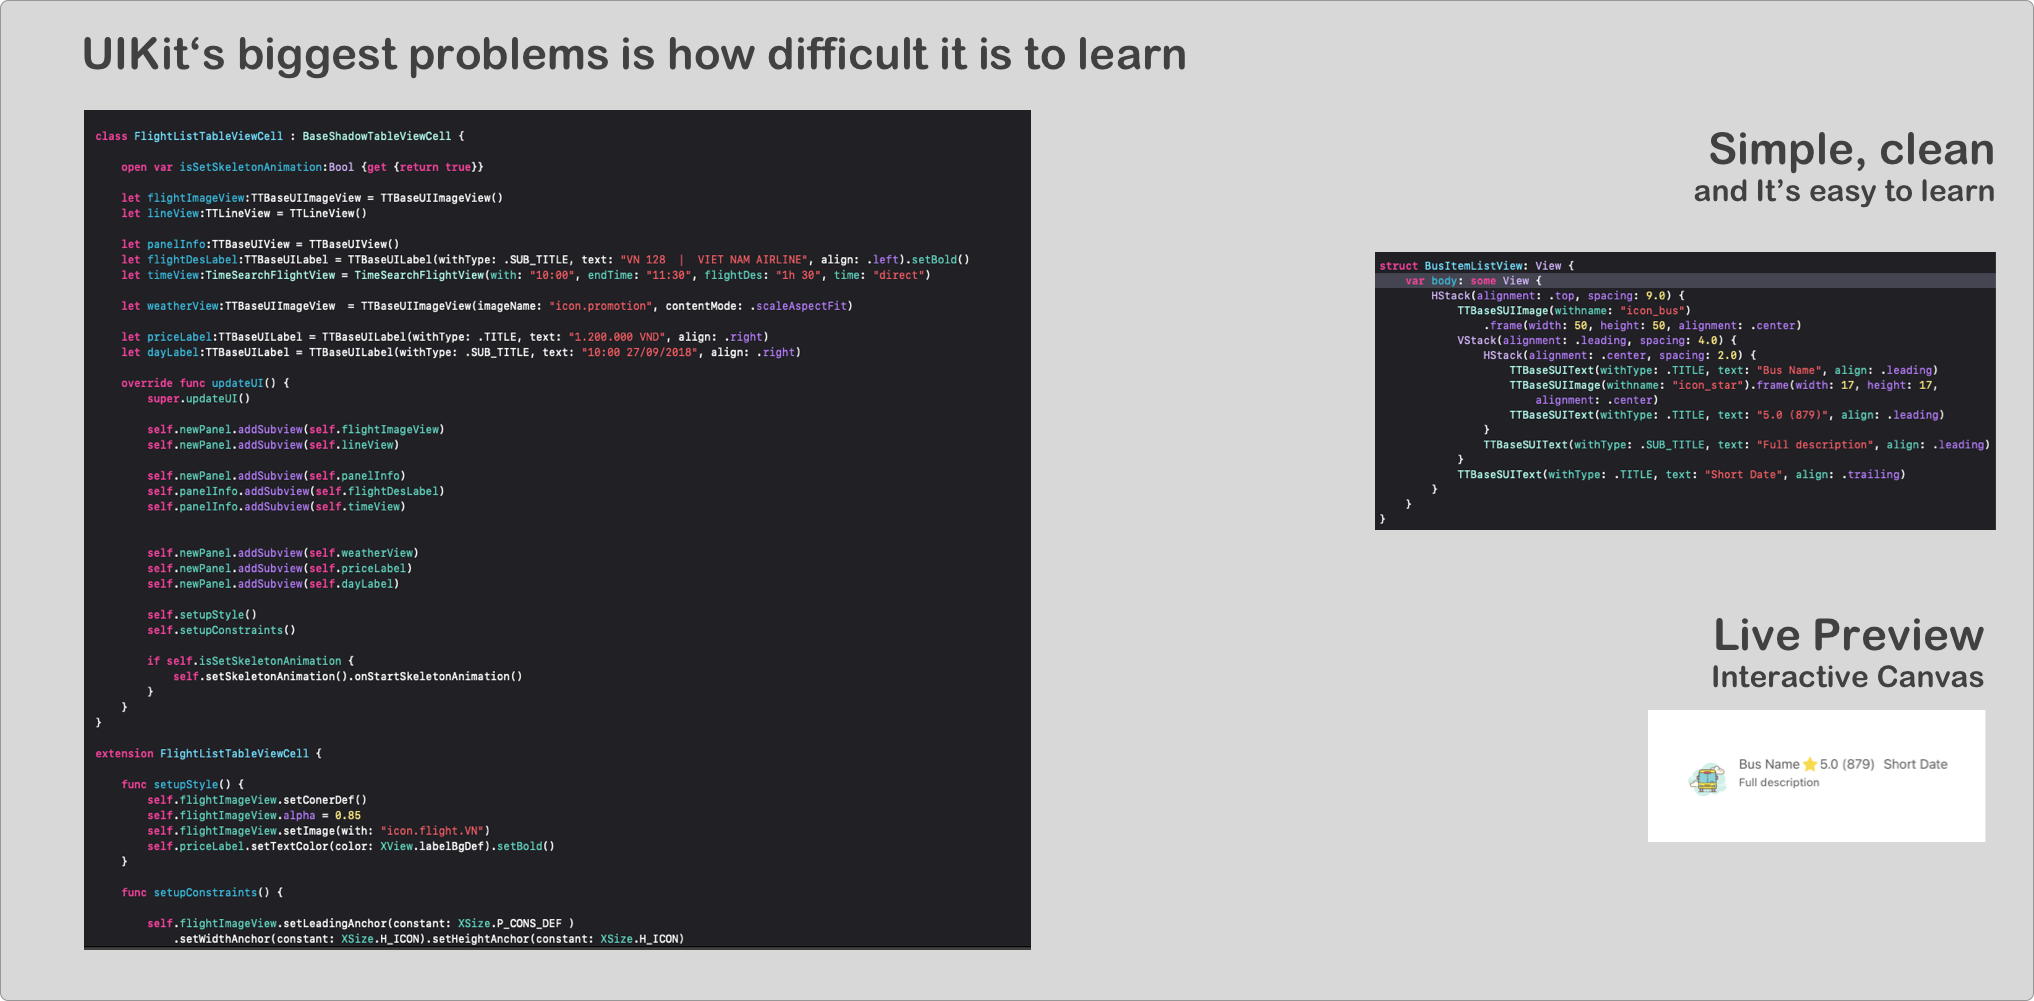 UIKit‘s biggest problems is how difficult it is to learn
class FlightListTableViewCell : BaseShadowTableViewCell {
open var isSetSkeletonAnimation:Bool {get {return true}}
let flightImageView:TTBaseUIImageView = TTBaseUIImageView()
let lineView:TTLineView = TTLineView()
let panelInfo:TTBaseUIView = TTBaseUIView()
let flightDesLabel:TTBaseUILabel = TTBaseUILabel(withType: .SUB_TITLE, text: "VN 128  |  VIET NAM AIRLINE", align: .left).setBold()
let timeView:TimeSearchFlightView = TimeSearchFlightView(with: "10:00", endTime: "11:30", flightDes: "1h 30", time: "direct")
let weatherView:TTBaseUIImageView  = TTBaseUIImageView(imageName: "icon.promotion", contentMode: .scaleAspectFit)
let priceLabel:TTBaseUILabel = TTBaseUILabel(withType: .TITLE, text: "1.200.000 VND", align: .right)
let dayLabel:TTBaseUILabel = TTBaseUILabel(withType: .SUB_TITLE, text: "10:00 27/09/2018", align: .right)
override func updateUI() {
super.updateUI()
self.newPanel.addSubview(self.flightImageView)
self.newPanel.addSubview(self.lineView)
self.newPanel.addSubview(self.panelInfo)
self.panelInfo.addSubview(self.flightDesLabel)
self.panelInfo.addSubview(self.timeView)
self.newPanel.addSubview(self.weatherView)
self.newPanel.addSubview(self.priceLabel)
self.newPanel.addSubview(self.dayLabel)
self.setupStyle()
self.setupConstraints()
if self.isSetSkeletonAnimation {
self.setSkeletonAnimation().onStartSkeletonAnimation()
}
}
}
extension FlightListTableViewCell {
func setupStyle() {
self.flightImageView.setConerDef()
self.flightImageView.alpha = 0.85
self.flightImageView.setImage(with: "icon.flight.VN")
self.priceLabel.setTextColor(color: XView.labelBgDef).setBold()
}
func setupConstraints() {
self.flightImageView.setLeadingAnchor(constant: XSize.P_CONS_DEF )
.setWidthAnchor(constant: XSize.H_ICON).setHeightAnchor(constant: XSize.H_ICON)
Simple, clean
and It’s easy to learn
struct BusItemListView: View {
var body: some View {
HStack(alignment: .top, spacing: 9.0) {
TTBaseSUIImage(withname: "icon_bus")
.frame(width: 50, height: 50, alignment: .center)
VStack(alignment: .leading, spacing: 4.0) {
HStack(alignment: .center, spacing: 2.0) {
TTBaseSUIText(withType: .TITLE, text: "Bus Name", align: .leading)
TTBaseSUIImage(withname: "icon_star").frame(width: 17, height: 17,
alignment: .center)
TTBaseSUIText(withType: .TITLE, text: "5.0 (879)", align: .leading)
}
TTBaseSUIText(withType: .SUB_TITLE, text: "Full description", align: .leading)
}
TTBaseSUIText(withType: .TITLE, text: "Short Date", align: .trailing)
}
}
}
Live Preview
Interactive Canvas
Bus Name 5.0 (879) Short Date
Full description